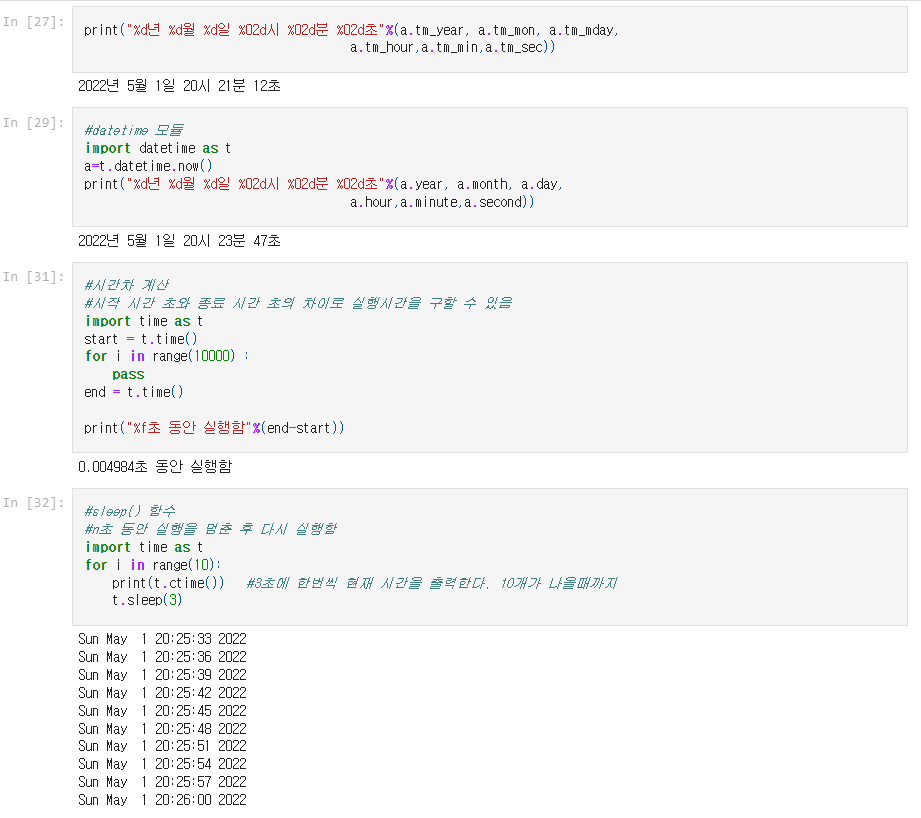 In [27]:
print("%d년 %d월 %d일 %02d시 %02d분 %02d초"%(a.tm_year, a.tm_mon, a.tm_mday,
a.tm_hour,a.tm_min,a.tm_sec))
2022년 5월 1일 20시 21분 12초
In [29]:
#datetime 모듈
import datetime as t
a=t.datetime.now()
print("%d년 %d월 %d일 %02d시 %02d분 %02d초"%(a.year, a.month, a.day,
a.hour,a.minute,a.second))
2022년 5월 1일 20시 23분 47초
In [31]:
#시간차 계산
#시작 시간 초와 종료 시간 초의 차이로 실행시간을 구할 수 있음
import time as t
start = t.time()
for i in range(10000) :
pass
end = t.time()
print("%f초 동안 실행함"%(end-start))
0.004984초 동안 실행함
In [32]:
#sleep() 함수
#n초 동안 실행을 멈춘 후 다시 실행함
import time as t
for i in range(10):
print(t.ctime()) #3초에 한번씩 현재 시간을 출력한다. 10개가 나올때까지
t.sleep(3)
Sun May 1 20:25:33 2022
Sun May 1 20:25:36 2022
Sun May 1 20:25:39 2022
Sun May 1 20:25:42 2022
Sun May 1 20:25:45 2022
Sun May 1 20:25:48 2022
Sun May 1 20:25:51 2022
Sun May 1 20:25:54 2022
Sun May 1 20:25:57 2022
Sun May 1 20:26:00 2022